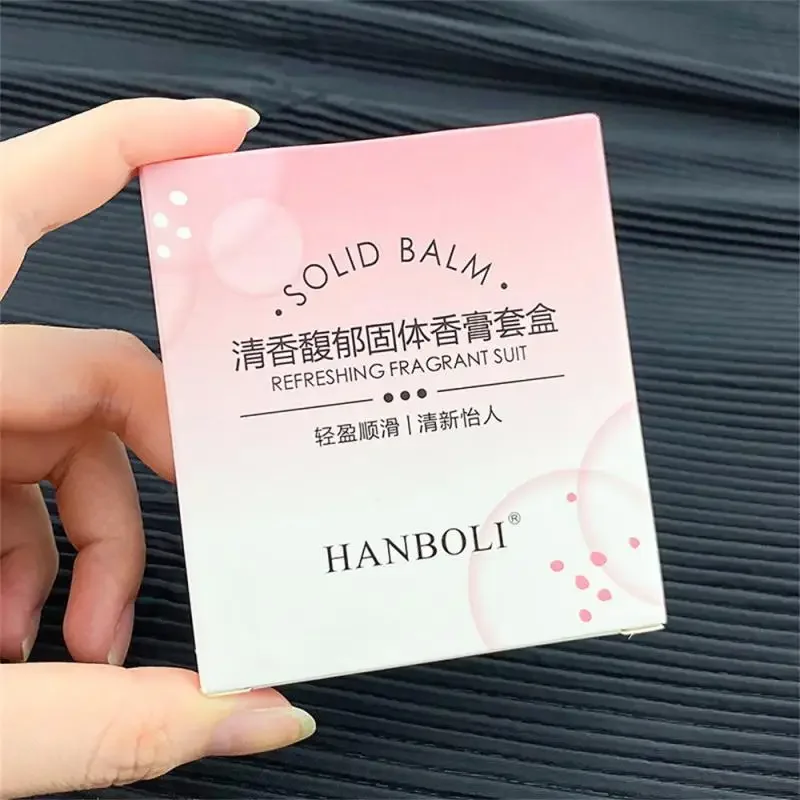 ·SOLID BALM·
清香馥郁固体香膏套盒
REFRESHING FRAGRANT SUIT
轻盈顺滑|清新怡人
HANBOLI®